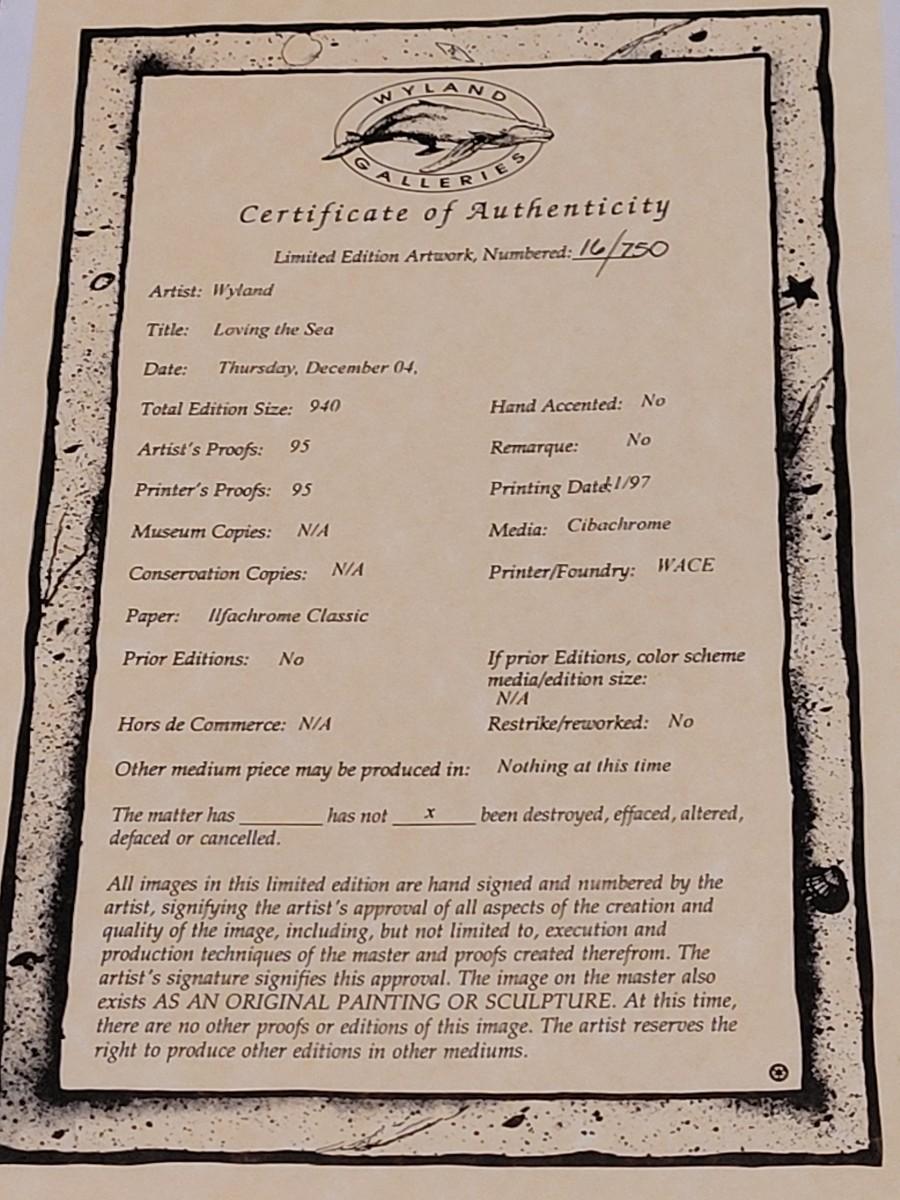 WYLAND
GALLERIES
Certificate of Authenticity
Limited Edition Artwork, Numbered: 16/750
Artist: Wyland
Title: Loving the Sea
Date: Thursday, December 04,
Total Edition Size: 940 Hand Accented: No
Artist's Proofs: 95 Remarque: No
Printer's Proofs: 95 Printing Date: 11/97
Museum Copies: N/A Media: Cibachrome
Conservation Copies: N/A Printer/Foundry: WACE
Paper: Ilfachrome Classic
Prior Editions: No If prior Editions, color scheme
media/edition size:
N/A
Hors de Commerce: N/A Restrike/reworked: No
Other medium piece may be produced in: Nothing at this time
The matter has ________ has not ___x____ been destroyed, effaced, altered,
defaced or cancelled.
All images in this limited edition are hand signed and numbered by the
artist, signifying the artist's approval of all aspects of the creation and
quality of the image, including, but not limited to, execution and
production techniques of the master and proofs created therefrom. The
artist's signature signifies this approval. The image on the master also
exists AS AN ORIGINAL PAINTING OR SCULPTURE. At this time,
there are no other proofs or editions of this image. The artist reserves the
right to produce other editions in other mediums.